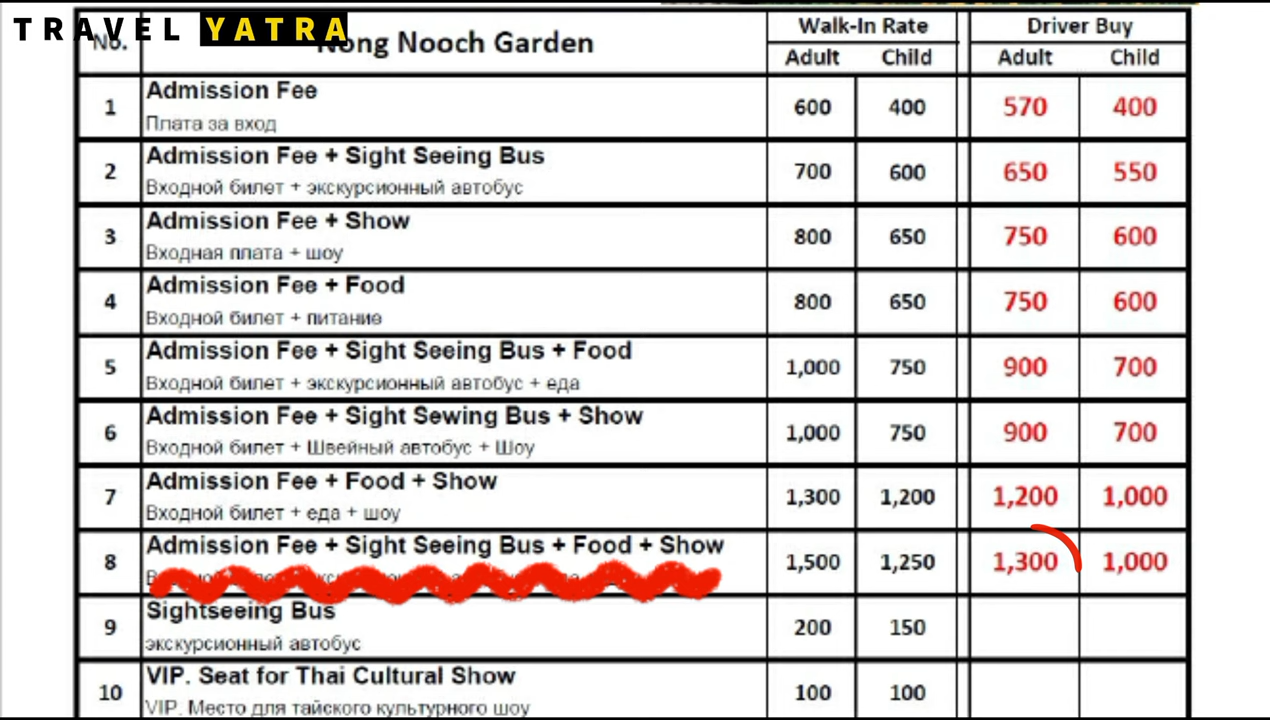 TRAVEL YATRA
No.
Nong Nooch Garden
Walk-In Rate
Driver Buy
Adult Child Adult Child
1 Admission Fee 600 400 570 400
Плата за вход
2 Admission Fee + Sight Seeing Bus 700 600 650 550
Входной билет + экскурсионный автобус
3 Admission Fee + Show 800 650 750 600
Входная плата + шоу
4 Admission Fee + Food 800 650 750 600
Входной билет + питание
5 Admission Fee + Sight Seeing Bus + Food 1,000 750 900 700
Входной билет + экскурсионный автобус + еда
6 Admission Fee + Sight Sewing Bus + Show 1,000 750 900 700
Входной билет + Швейный автобус + Шоу
7 Admission Fee + Food + Show 1,300 1,200 1,200 1,000
Входной билет + еда + шоу
8 Admission Fee + Sight Seeing Bus + Food + Show 1,500 1,250 1,300 1,000
9 Sightseeing Bus 200 150
экскурсионный автобус
10 VIP. Seat for Thai Cultural Show 100 100
VIP. Место для тайского культурного шоу